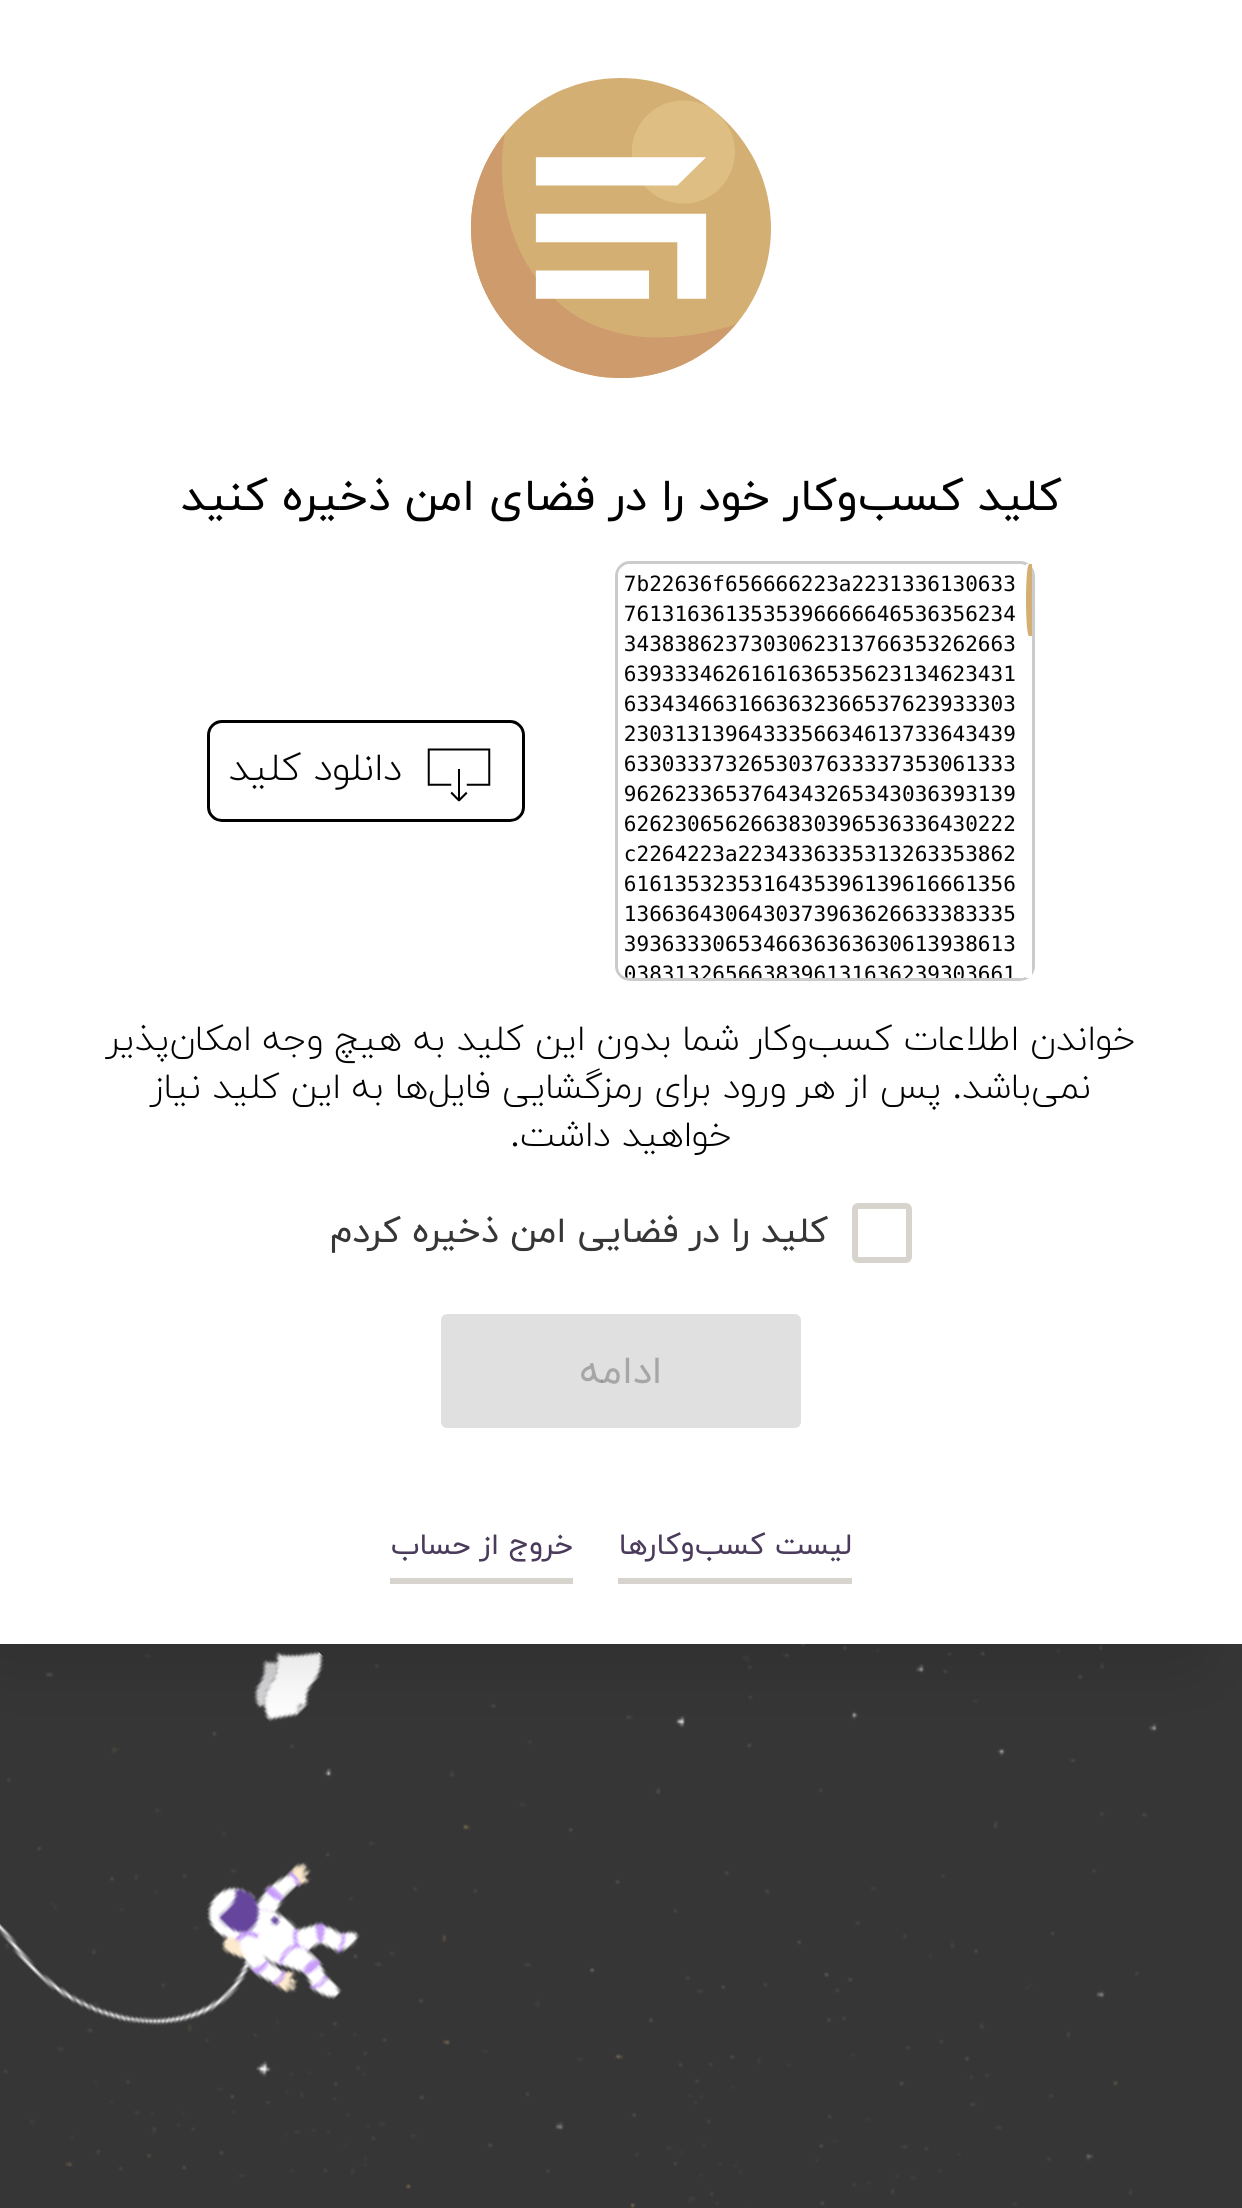 کلید کسب‌وکار خود را در فضای امن ذخیره کنید
7b22636f656666223a2231336130633
7613163613535396666646536356234
3438386237303062313766353262663
6393334626161636535623134623431
6334346631663632366537623933303
2303131396433356634613733643439
6330333732653037633337353061333
9626233653764343265343036393139
6262306562663830396536336430222
c2264223a2234336335313263353862
6161353235316435396139616661356
1366364306430373963626633383335
3936333065346636363630613938613
0383132656638396131636239303661
دانلود کلید
خواندن اطلاعات کسب‌وکار شما بدون این کلید به هیچ وجه امکان‌پذیر
نمی‌باشد. پس از هر ورود برای رمزگشایی فایل‌ها به این کلید نیاز
خواهید داشت.
کلید را در فضایی امن ذخیره کردم
ادامه
لیست کسب‌وکارها
خروج از حساب